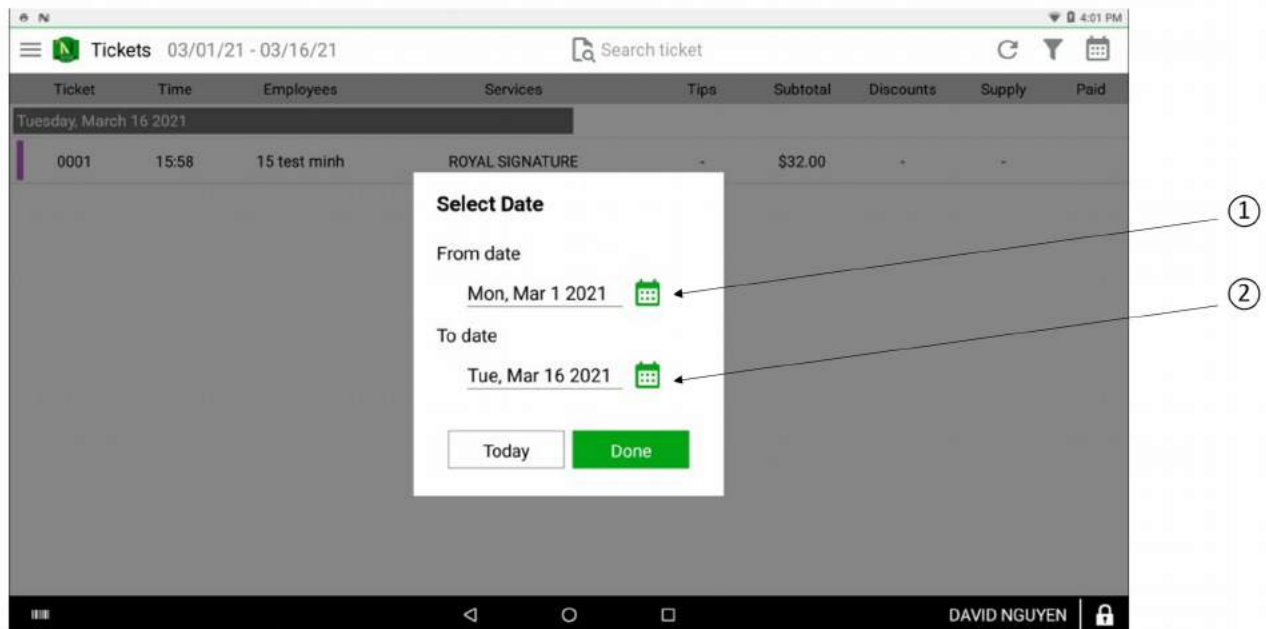 4:01 PM
Tickets 03/01/21 - 03/16/21 Search ticket
Ticket Time Employees Services Tips Subtotal Discounts Supply Paid
Tuesday, March 16 2021
0001 15:58 15 test minh ROYAL SIGNATURE - $32.00 - -
Select Date
From date
Mon, Mar 1 2021
To date
Tue, Mar 16 2021
Today Done
①
②
DAVID NGUYEN